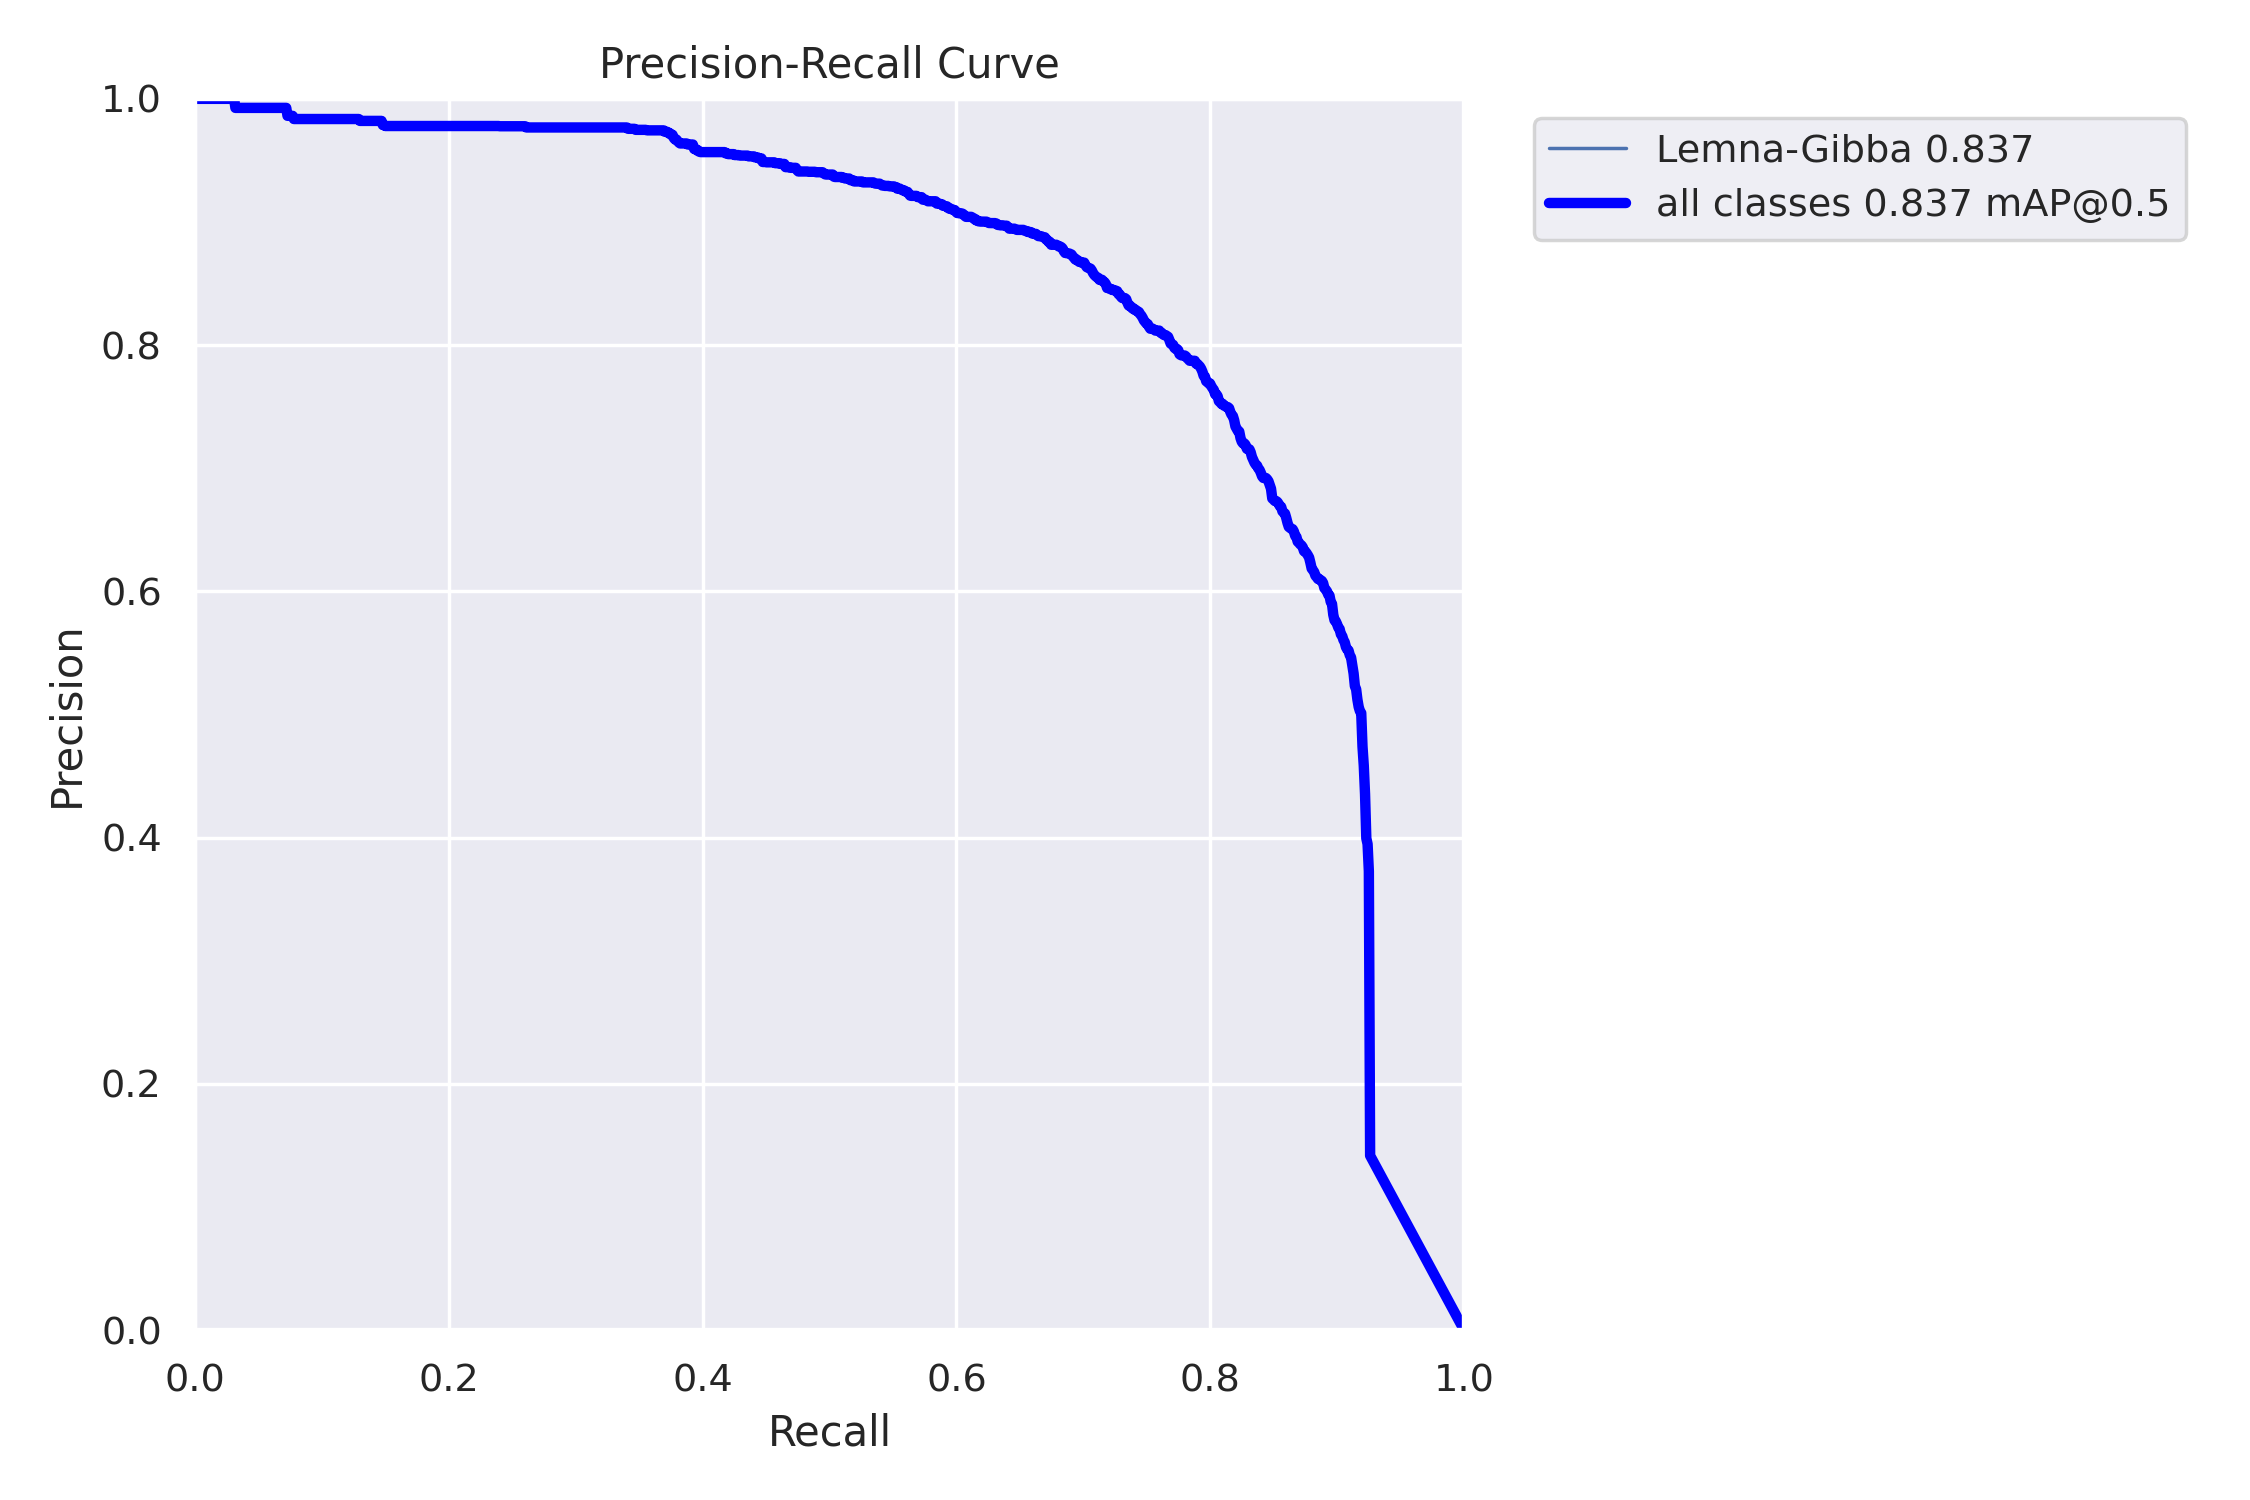 Precision-Recall Curve
1.0
0.8
0.6
0.4
0.2
0.0
Precision
0.0 0.2 0.4 0.6 0.8 1.0
Recall
Lemna-Gibba 0.837
all classes 0.837 mAP@0.5